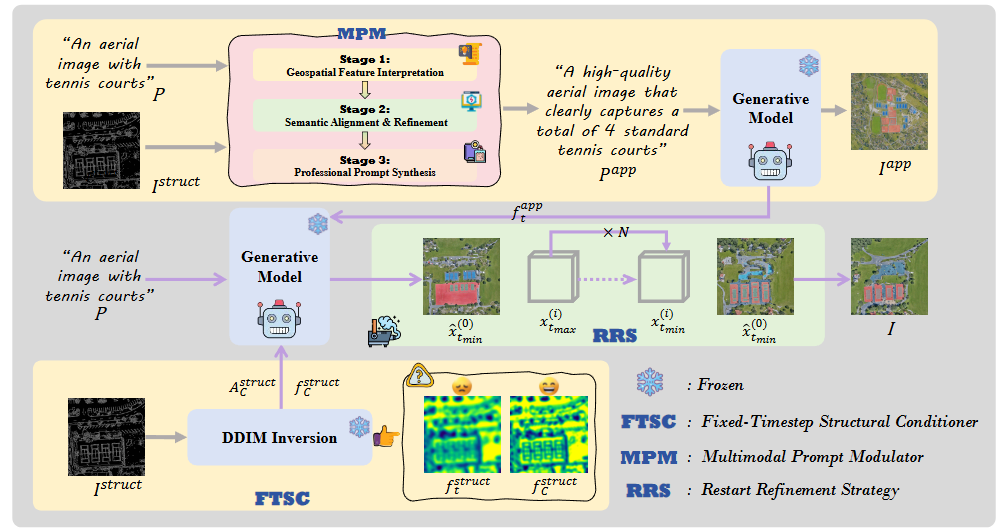 MPM
"An aerial
image with
tennis courts"
P
I^{struct}
Stage 1:
Geospatial Feature Interpretation
Stage 2:
Semantic Alignment & Refinement
Stage 3:
Professional Prompt Synthesis
"A high-quality
aerial image that
clearly captures a
total of 4 standard
tennis courts"
P^{app}
Generative
Model
I^{app}
f_t^{app}
"An aerial
image with
tennis courts"
P
Generative
Model
× N
\hat{x}_{t_{min}}^{(0)}
x_{t_{max}}^{(i)}
x_{t_{min}}^{(i)}
\hat{x}_{t_{min}}^{(0)}
I
RRS
A_C^{struct}
f_C^{struct}
I^{struct}
DDIM Inversion
?
f_t^{struct}
f_C^{struct}
FTSC
: Frozen
FTSC : Fixed-Timestep Structural Conditioner
MPM : Multimodal Prompt Modulator
RRS : Restart Refinement Strategy